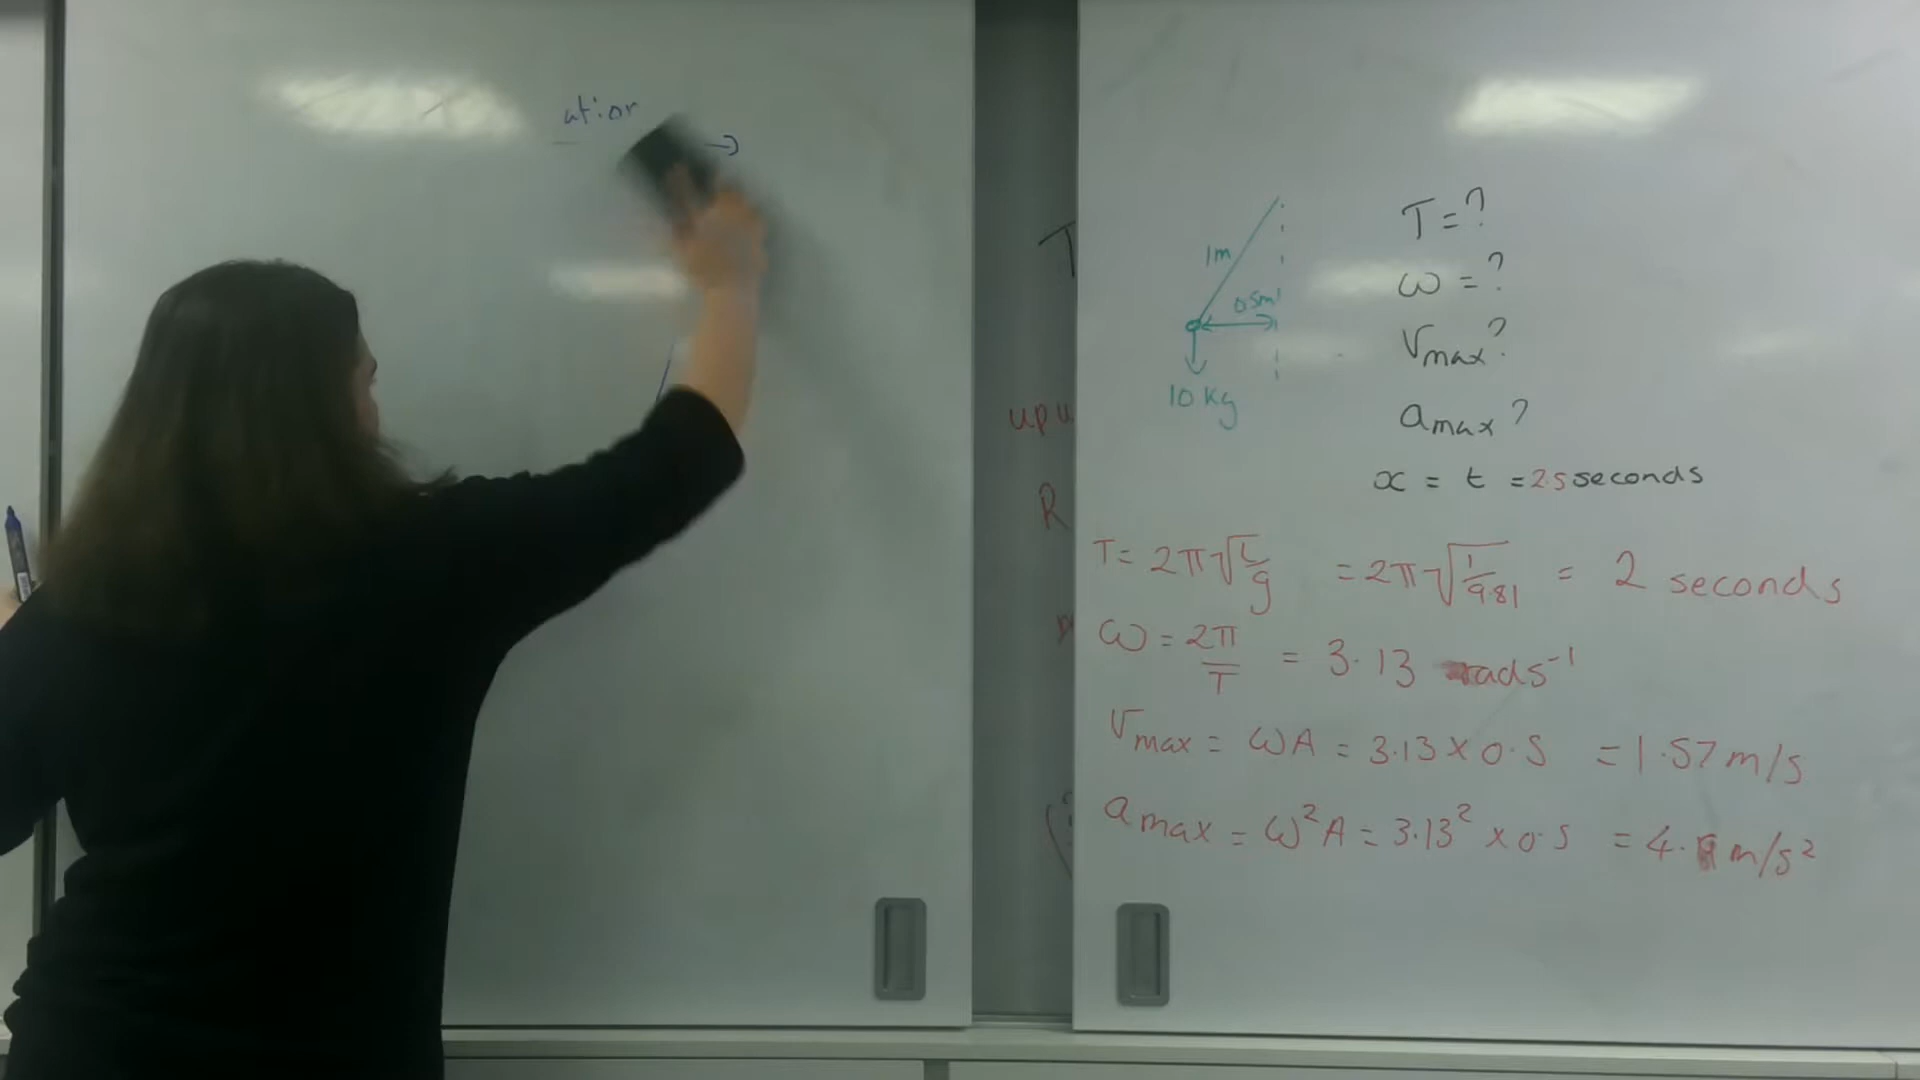 ation
T
up
R
1m
0.5m
10 Kg
T = ?
ω = ?
Vmax?
amax?
x = t = 2.5 seconds
T = 2π√L/g = 2π√1/9.81 = 2 seconds
ω = 2π/T = 3.13 rads⁻¹
Vmax = ωA = 3.13 x 0.5 = 1.57 m/s
amax = ω²A = 3.13² x 0.5 = 4.9 m/s²